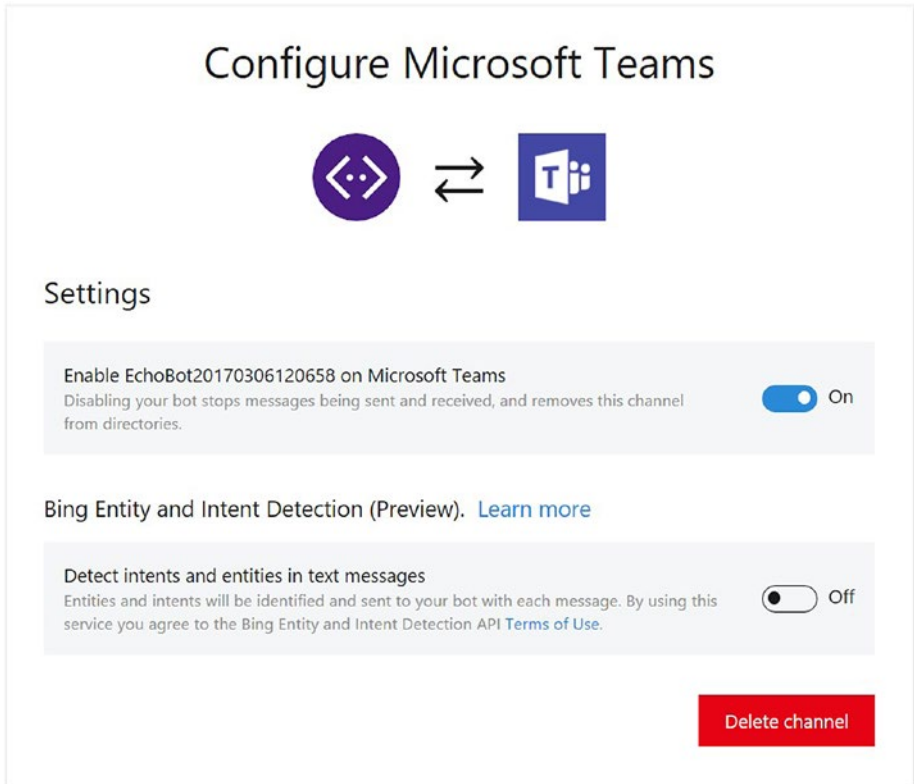 Configure Microsoft Teams
T
Settings
Enable EchoBot20170306120658 on Microsoft Teams
Disabling your bot stops messages being sent and received, and removes this channel
from directories.
On
Bing Entity and Intent Detection (Preview). Learn more
Detect intents and entities in text messages
Entities and intents will be identified and sent to your bot with each message. By using this
service you agree to the Bing Entity and Intent Detection API Terms of Use.
Off
Delete channel